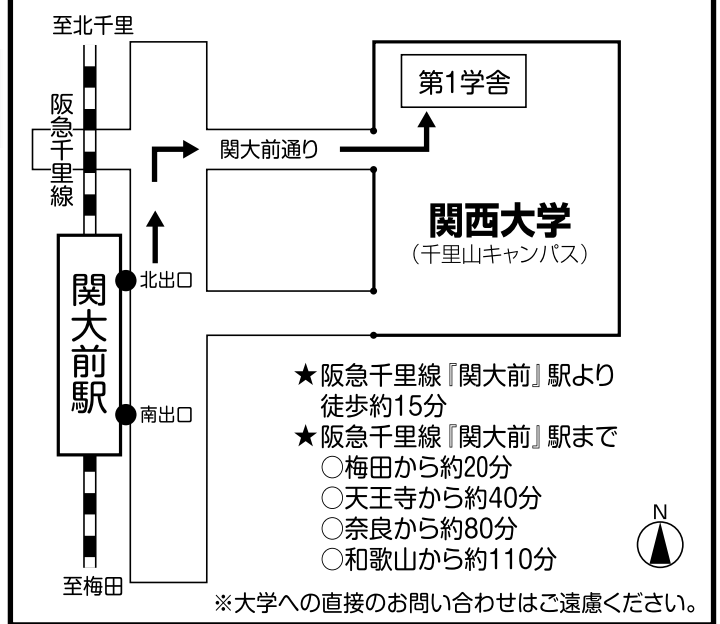 至北千里
阪急千里線
第1学舎
関大前通り
関西大学
（千里山キャンパス）
北出口
関大前駅
南出口
★阪急千里線『関大前』駅より
徒歩約15分
★阪急千里線『関大前』駅まで
○梅田から約20分
○天王寺から約40分
○奈良から約80分
○和歌山から約110分
N
至梅田
※大学への直接のお問い合わせはご遠慮ください。